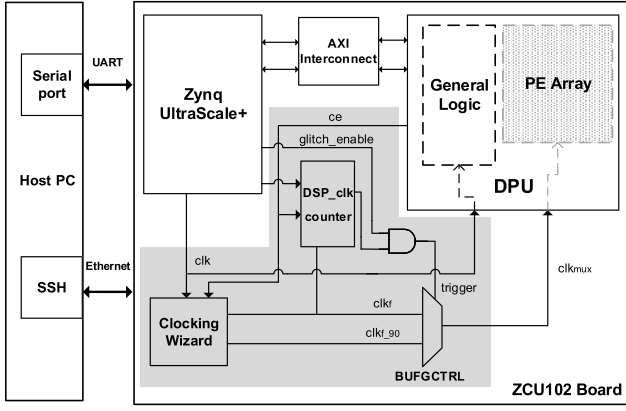 Host PC
Serial
port
SSH
UART
Ethernet
Zynq
UltraScale+
AXI
Interconnect
General
Logic
PE Array
DPU
ce
glitch_enable
DSP_clk
counter
clk
trigger
clkmux
Clocking
Wizard
clkf
clkf_90
BUFGCTRL
ZCU102 Board